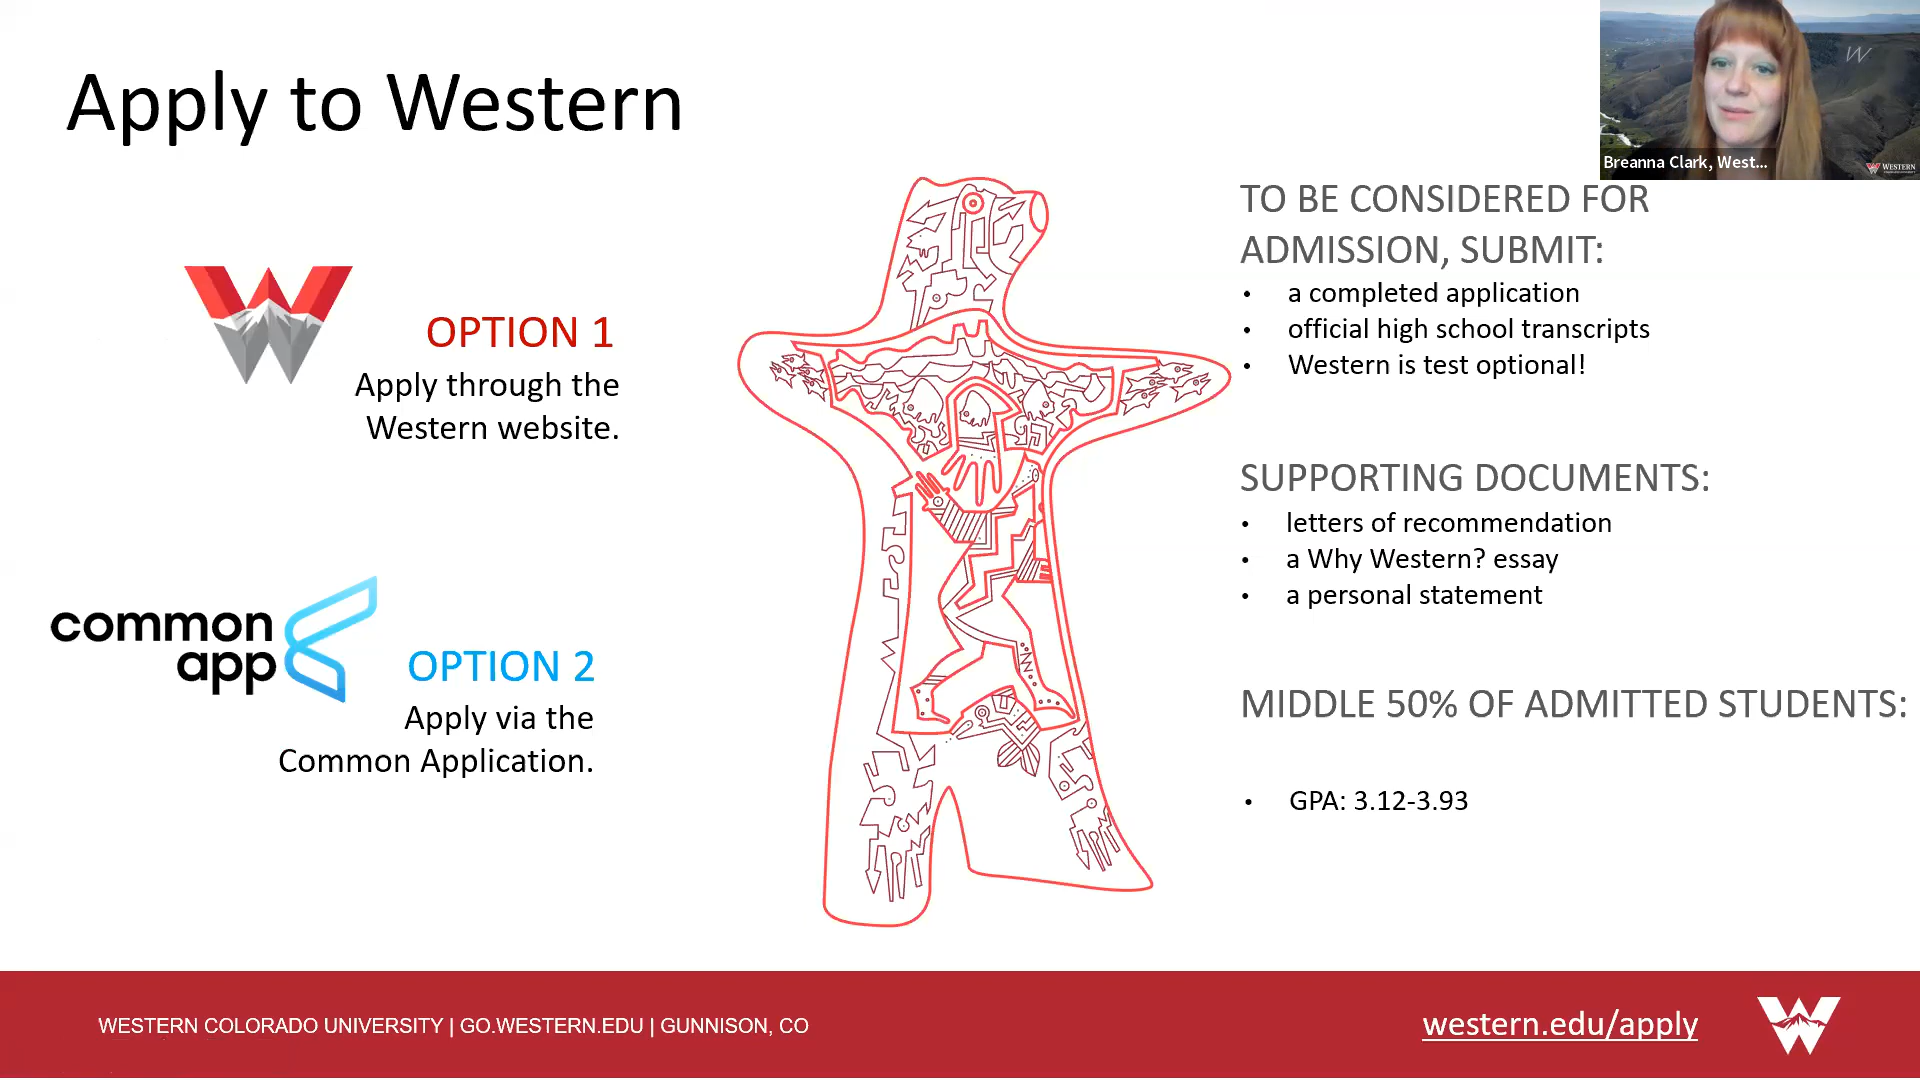 Apply to Western
OPTION 1
Apply through the
Western website.
common
app
OPTION 2
Apply via the
Common Application.
Breanna Clark, West...
W
WESTERN
TO BE CONSIDERED FOR
ADMISSION, SUBMIT:
• a completed application
• official high school transcripts
• Western is test optional!
SUPPORTING DOCUMENTS:
• letters of recommendation
• a Why Western? essay
• a personal statement
MIDDLE 50% OF ADMITTED STUDENTS:
• GPA: 3.12-3.93
WESTERN COLORADO UNIVERSITY | GO.WESTERN.EDU | GUNNISON, CO
western.edu/apply